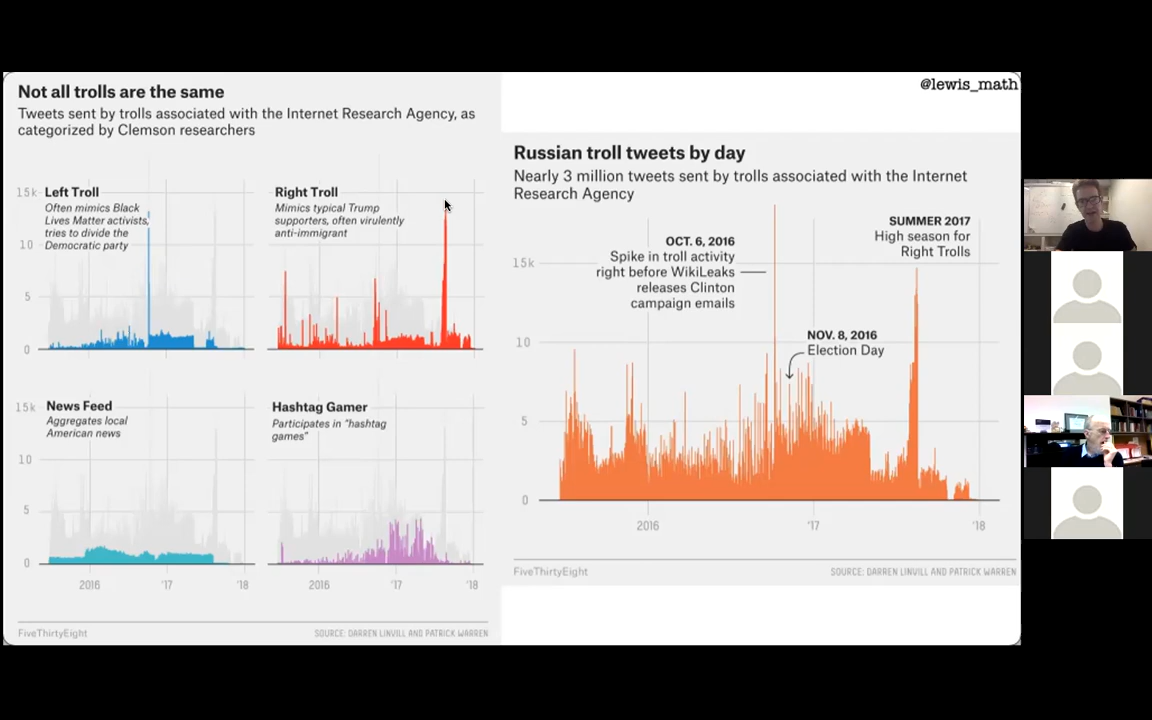 @lewis_math
Not all trolls are the same
Tweets sent by trolls associated with the Internet Research Agency, as
categorized by Clemson researchers
15k
10
5
0
Left Troll
Often mimics Black
Lives Matter activists,
tries to divide the
Democratic party
Right Troll
Mimics typical Trump
supporters, often virulently
anti-immigrant
15k
10
5
0
News Feed
Aggregates local
American news
Hashtag Gamer
Participates in "hashtag
games"
2016
'17
'18
2016
'17
'18
FiveThirtyEight
SOURCE: DARREN LINVILL AND PATRICK WARREN
Russian troll tweets by day
Nearly 3 million tweets sent by trolls associated with the Internet
Research Agency
15k
10
5
0
OCT. 6, 2016
Spike in troll activity
right before WikiLeaks
releases Clinton
campaign emails
NOV. 8, 2016
Election Day
SUMMER 2017
High season for
Right Trolls
2016
'17
'18
FiveThirtyEight
SOURCE: DARREN LINVILL AND PATRICK WARREN